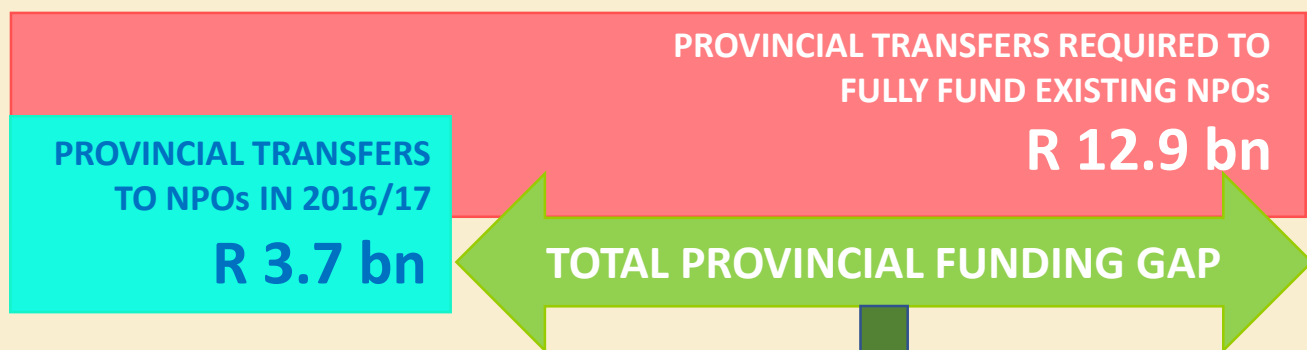 PROVINCIAL TRANSFERS REQUIRED TO
FULLY FUND EXISTING NPOs
R 12.9 bn
PROVINCIAL TRANSFERS
TO NPOs IN 2016/17
R 3.7 bn
TOTAL PROVINCIAL FUNDING GAP